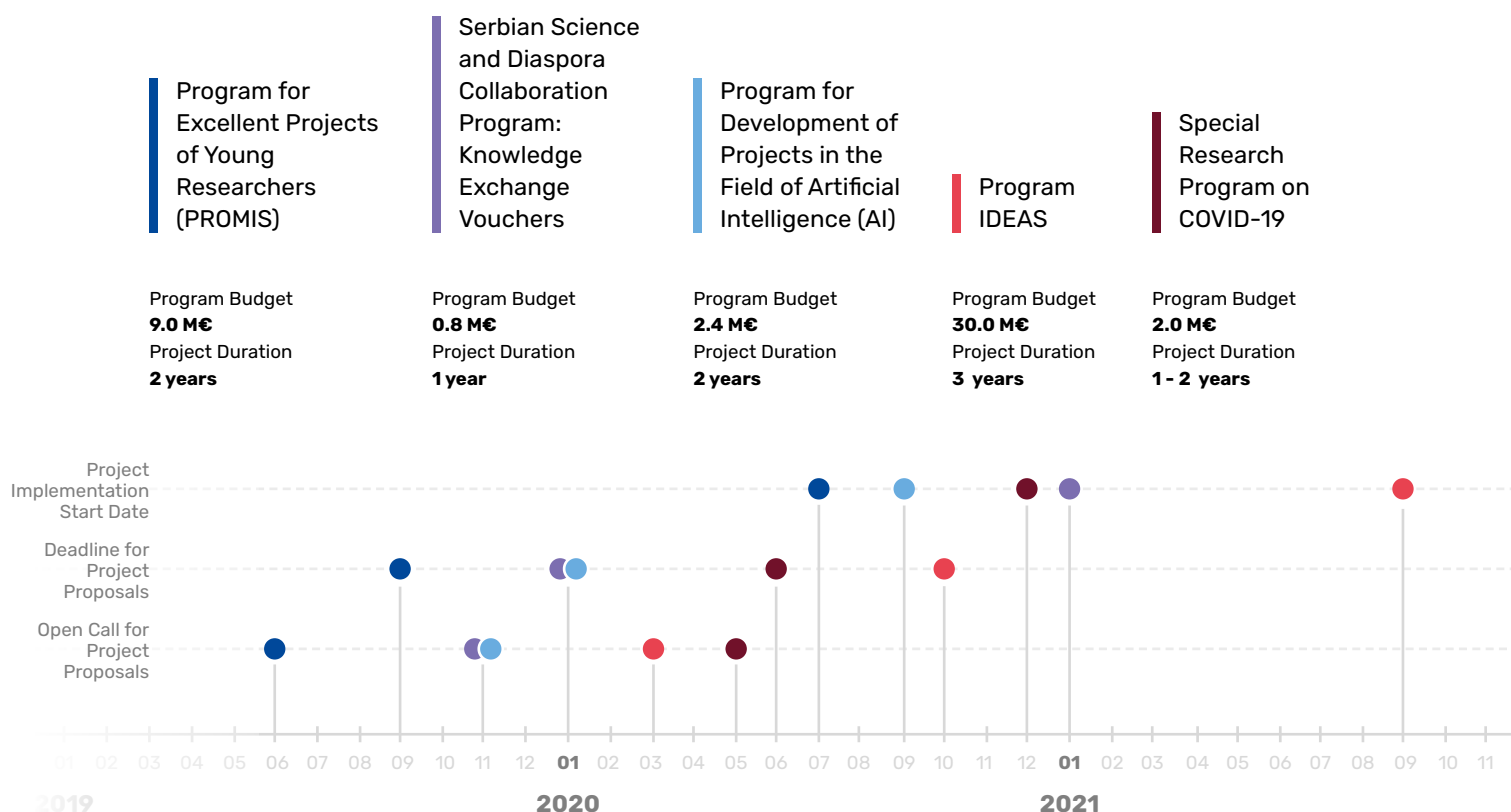 Program for
Excellent Projects
of Young
Researchers
(PROMIS)
Serbian Science
and Diaspora
Collaboration
Program:
Knowledge
Exchange
Vouchers
Program for
Development of
Projects in the
Field of Artificial
Intelligence (AI)
Program
IDEAS
Special
Research
Program on
COVID-19
Program Budget
9.0 M€
Project Duration
2 years
Program Budget
0.8 M€
Project Duration
1 year
Program Budget
2.4 M€
Project Duration
2 years
Program Budget
30.0 M€
Project Duration
3 years
Program Budget
2.0 M€
Project Duration
1 - 2 years
Project
Implementation
Start Date
Deadline for
Project
Proposals
Open Call for
Project
Proposals
01 02 03 04 05 06 07 08 09 10 11 12 01 02 03 04 05 06 07 08 09 10 11 12 01 02 03 04 05 06 07 08 09 10 11
2019 2020 2021